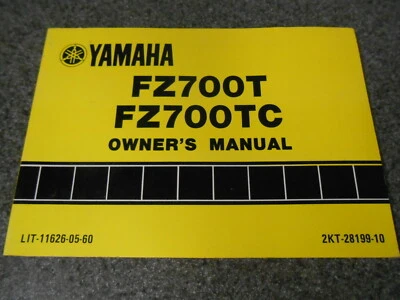 YAMAHA
FZ700T
FZ700TC
OWNER'S MANUAL
LIT-11626-05-60 2KT-28199-10